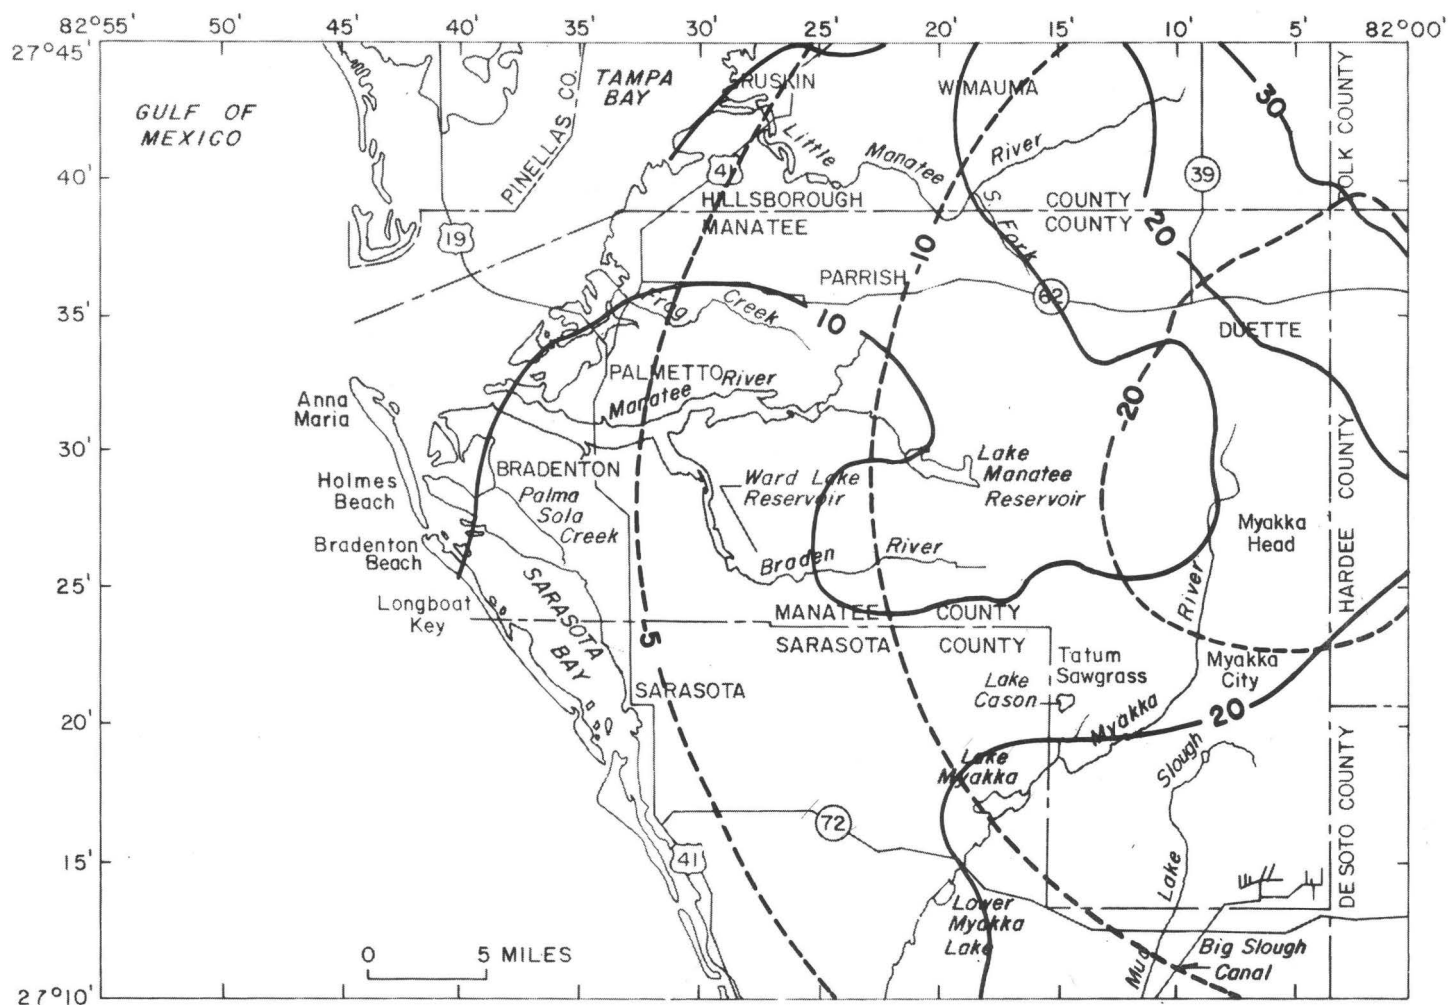 82°55' 50' 45' 40' 35' 30' 25' 20' 15' 10' 5' 82°00'
27°45'
GULF OF
MEXICO
TAMPA
BAY
PINELLAS CO.
RUSKIN
WIMAUMA
30
POLK COUNTY
Little Manatee River
40'
41
39
HILLSBOROUGH COUNTY
MANATEE COUNTY
19
S. Fork
20
10
PARRISH
62
35'
Frog Creek
10
DUETTE
PALMETTO
Manatee River
Anna
Maria
20
30'
BRADENTON
Lake
Manatee
Reservoir
Ward Lake
Reservoir
Holmes
Beach
Palma
Sola
Creek
HARDEE COUNTY
Myakka
Head
Bradenton
Beach
Braden River
25'
River
Longboat
Key
SARASOTA
BAY
MANATEE COUNTY
SARASOTA COUNTY
5
Tatum
Sawgrass
Myakka
City
SARASOTA
Lake
Cason
20
20'
Myakka
Lake
Myakka
Slough
DE SOTO COUNTY
72
15'
41
Lake
Lower
Myakka
Lake
0 5 MILES
Mud
Big Slough
Canal
27°10'